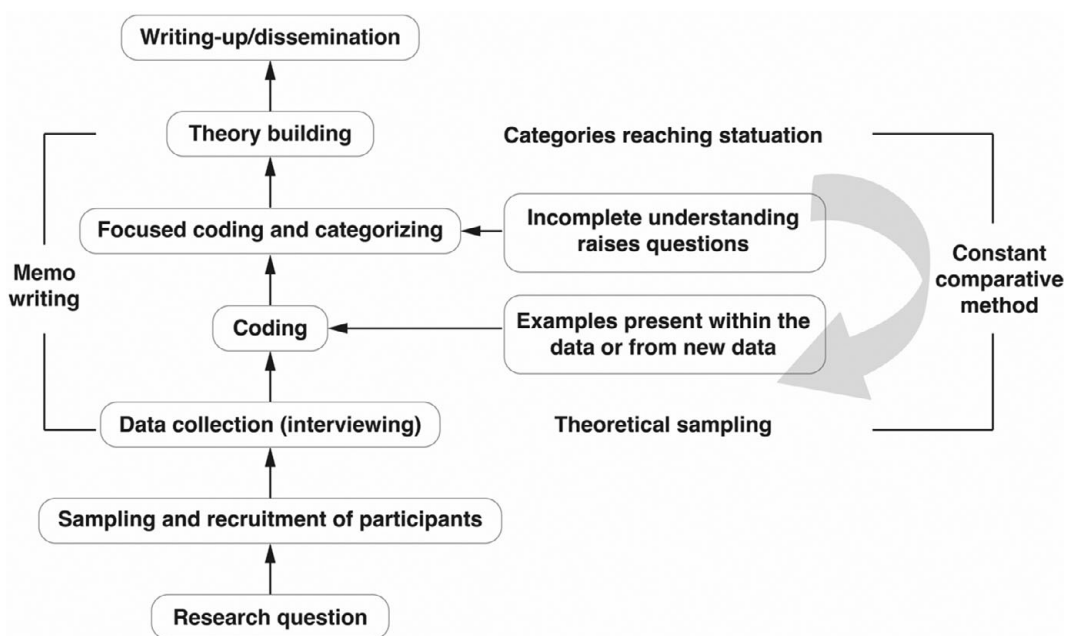 Writing-up/dissemination
Theory building
Categories reaching statuation
Focused coding and categorizing
Incomplete understanding
raises questions
Memo
writing
Constant
comparative
method
Coding
Examples present within the
data or from new data
Data collection (interviewing)
Theoretical sampling
Sampling and recruitment of participants
Research question